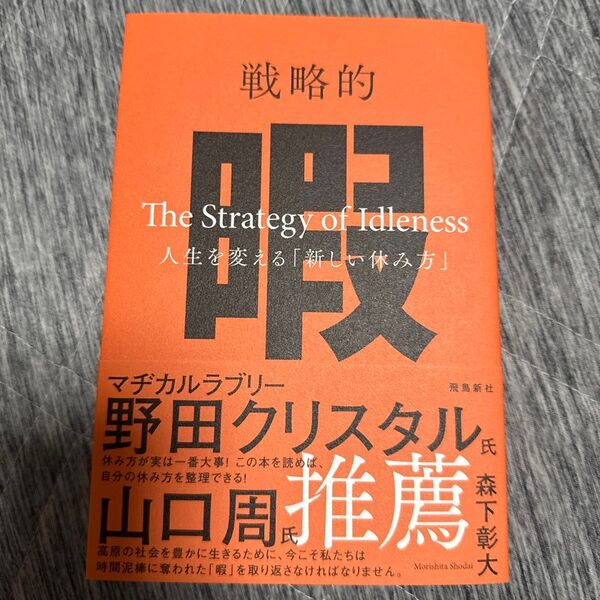 戦略的
暇
The Strategy of Idleness
人生を変える「新しい休み方」
飛鳥新社
マヂカルラブリー
野田クリスタル氏
休み方が実は一番大事！この本を読めば、
自分の休み方を整理できる！
山口周氏
推薦
高原の社会を豊かに生きるために、今こそ私たちは
時間泥棒に奪われた「暇」を取り返さなければなりません。
森下彰大
Morishita Shodai